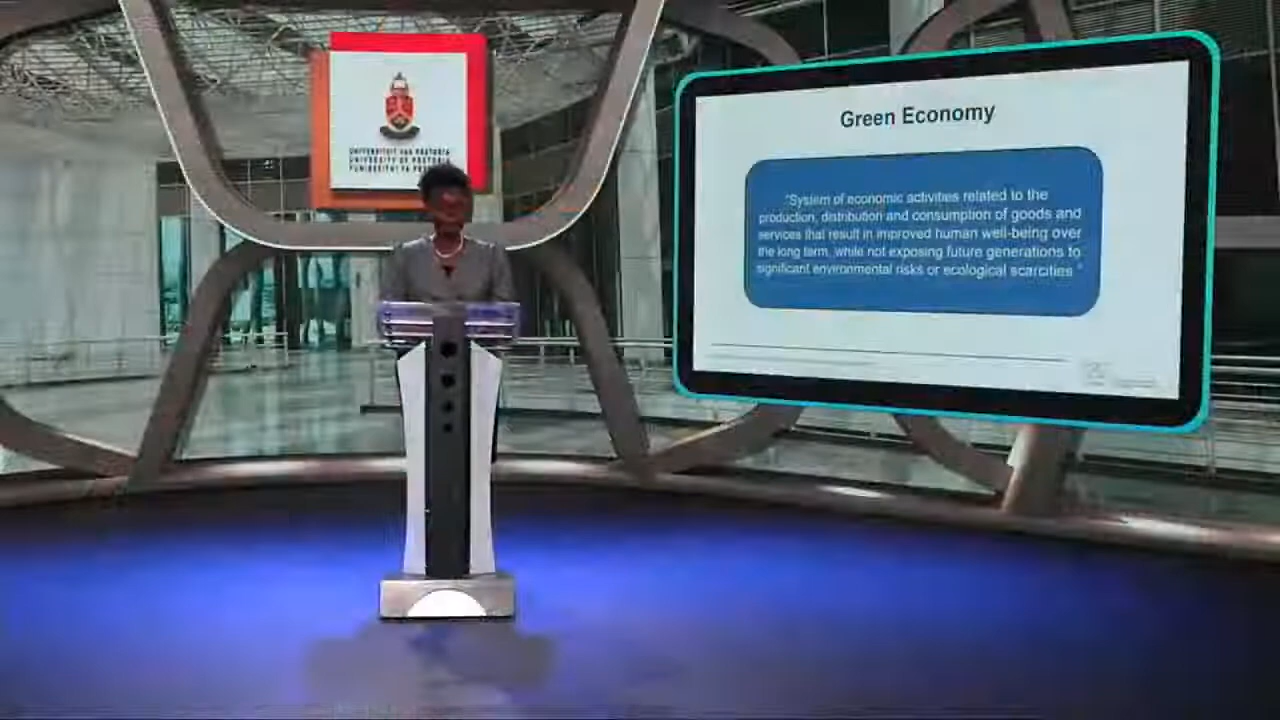 UNIVERSITEIT VAN PRETORIA
UNIVERSITY OF PRETORIA
YUNIBESITHI YA
Green Economy
"System of economic activities related to the
production, distribution and consumption of goods and
services that result in improved human well-being over
the long term, while not exposing future generations to
significant environmental risks or ecological scarcities."